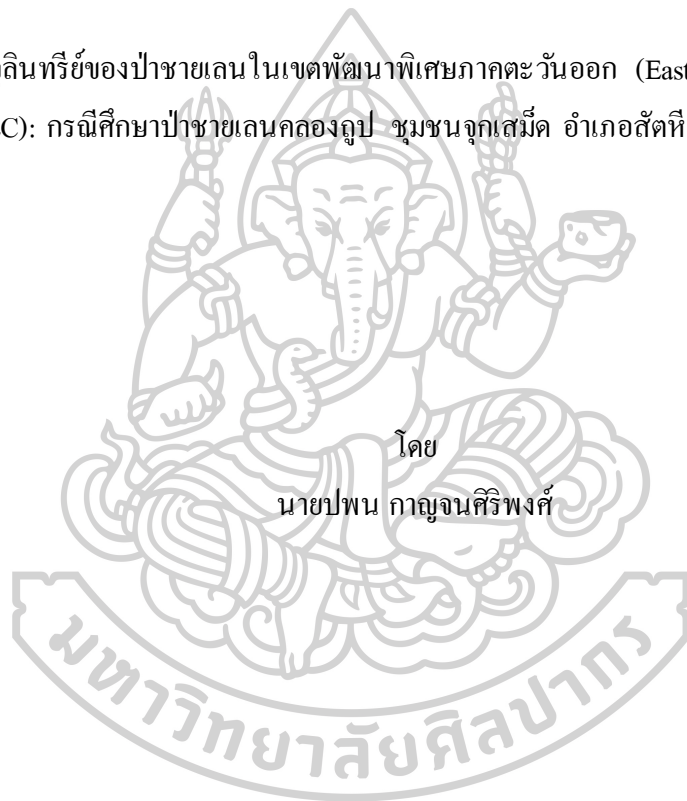 ลินทรีย์ของป่าชายเลนในเขตพัฒนาพิเศษภาคตะวันออก (East
C): กรณีศึกษาป่าชายเลนคลองถูป ชุมชนจุกเสม็ด อำเภอสัตหี
โดย
นายปพน กาญจนศิริพงศ์
มหาวิทยาลัยศิลปากร